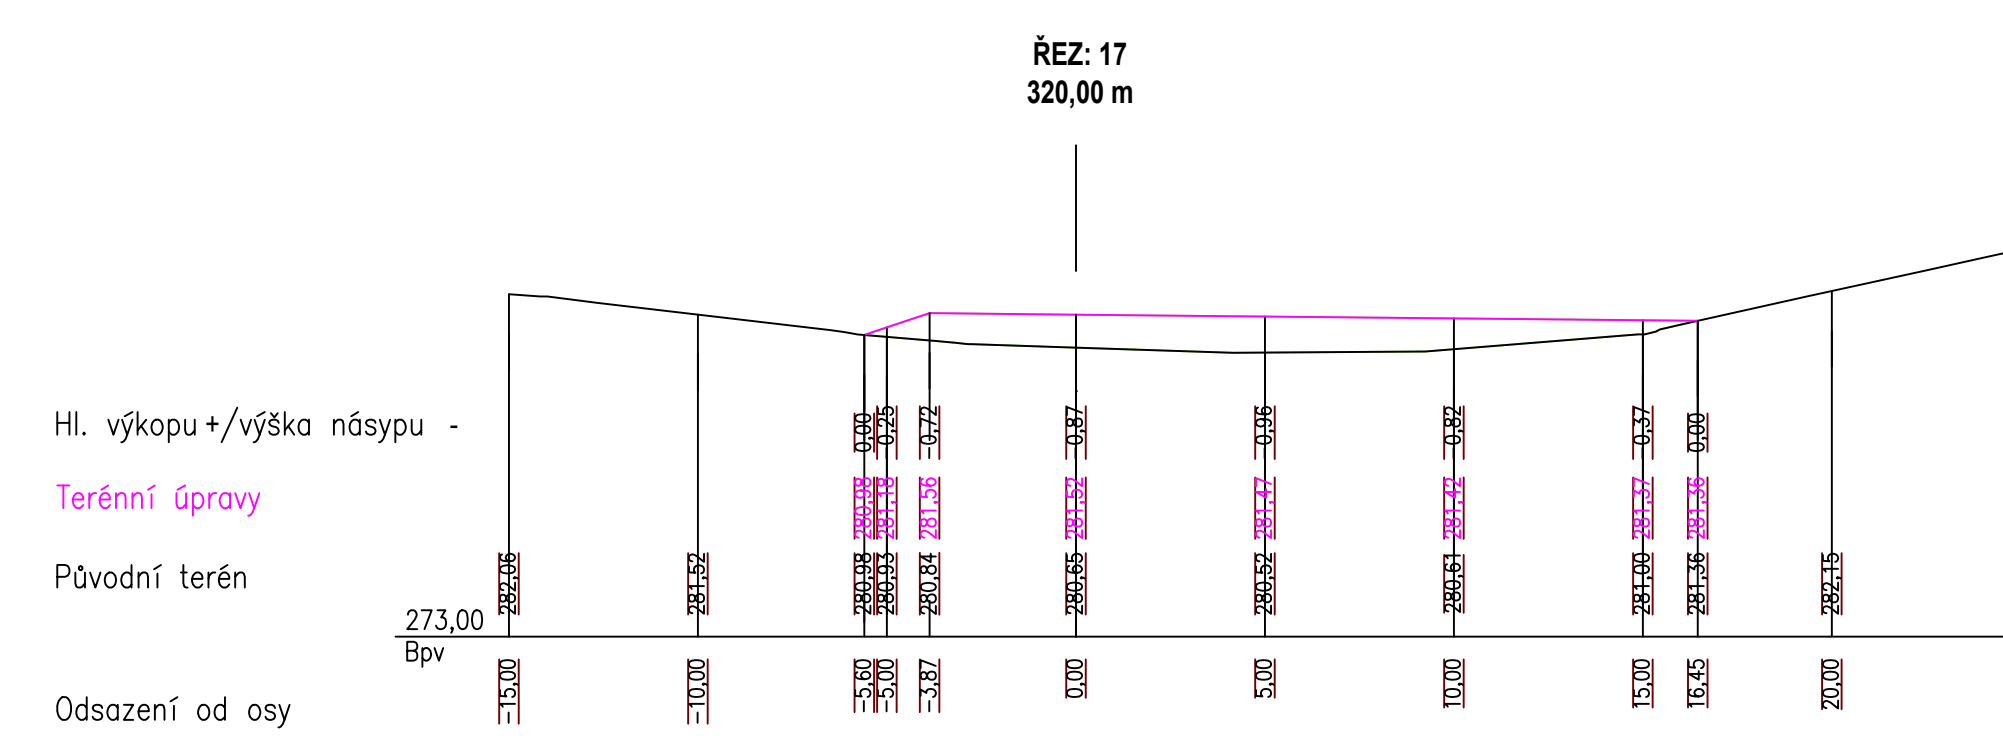 ŘEZ: 17
320,00 m
Hl. výkopu +/výška násypu -
0,00 -0,25 -0,72 -0,87 -0,96 -0,82 -0,37 0,00
Terénní úpravy
280,98 281,18 281,56 281,52 281,47 281,42 281,37 281,36
Původní terén
282,06 281,52 280,98 280,93 280,84 280,65 280,52 280,61 281,00 281,36 282,15
273,00
Bpv
Odsazení od osy
-15,00 -10,00 -5,60 -5,00 -3,87 0,00 5,00 10,00 15,00 16,45 20,00